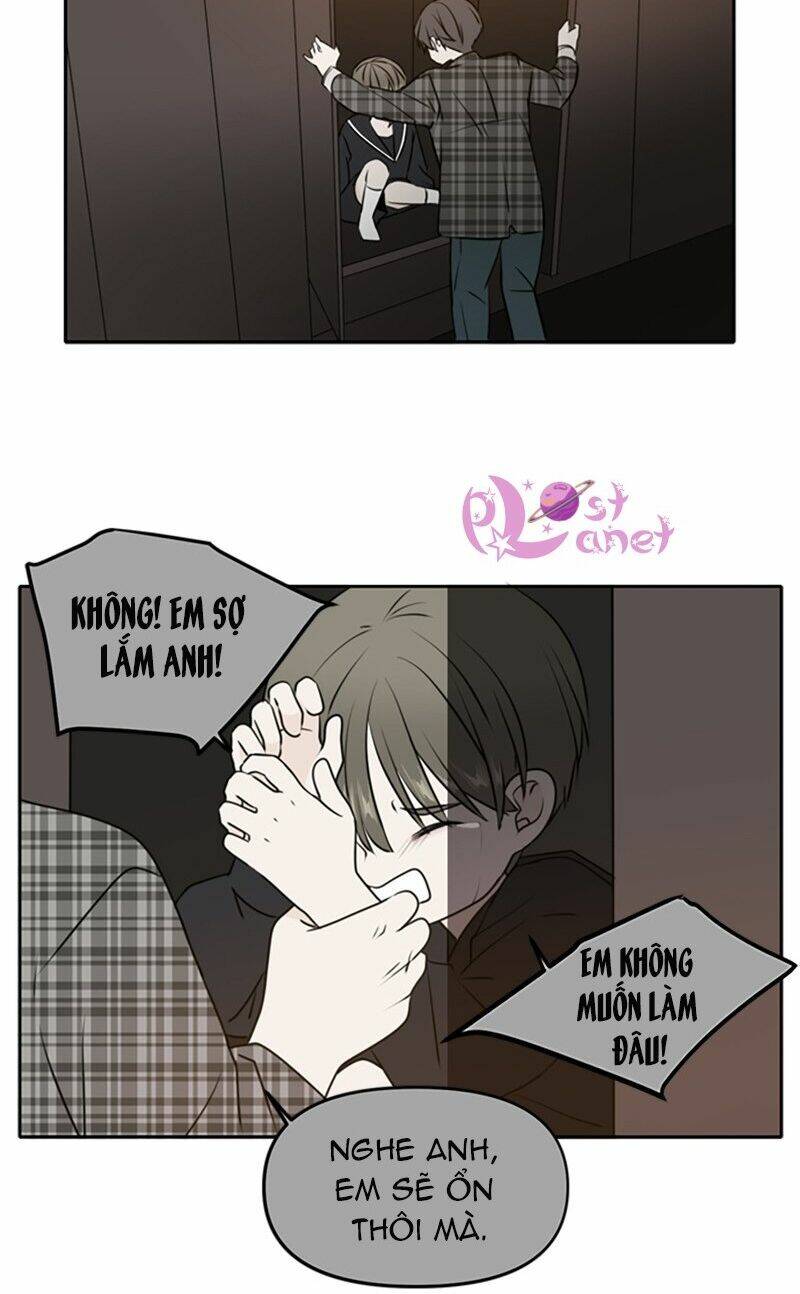 Lost
Planet
KHÔNG! EM SỢ
LẮM ANH!
EM KHÔNG
MUỐN LÀM
ĐÂU!
NGHE ANH,
EM SẼ ỔN
THÔI MÀ.